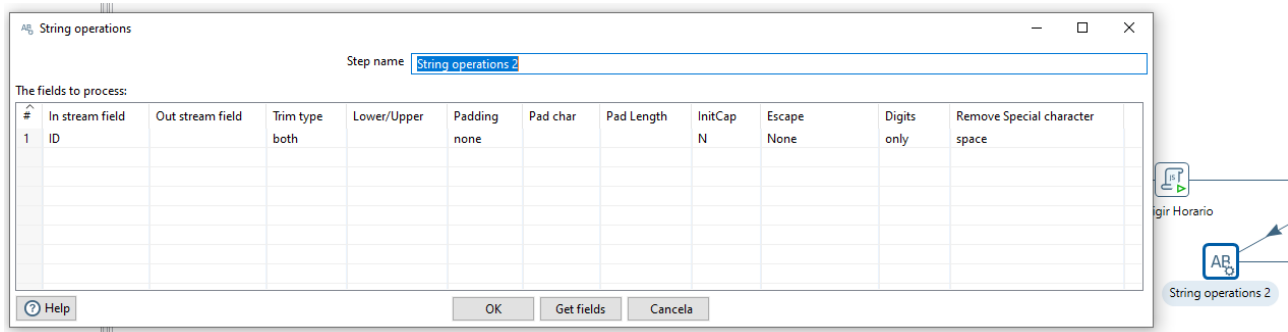 String operations
Step name String operations 2
The fields to process:
# In stream field Out stream field Trim type Lower/Upper Padding Pad char Pad Length InitCap Escape Digits Remove Special character
1 ID both none N None only space
Help OK Get fields Cancela
JS
igir Horario
AB
String operations 2